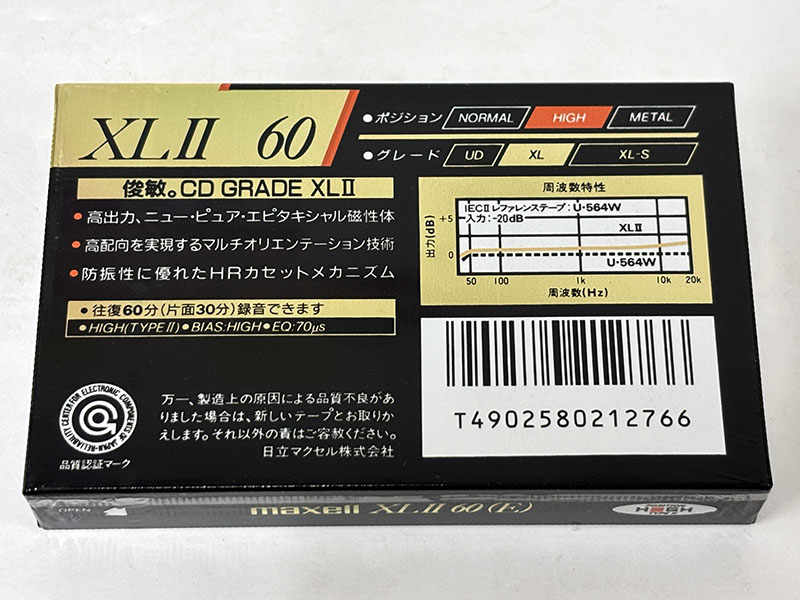 XLⅡ 60
●ポジション NORMAL HIGH METAL
●グレード UD XL XL-S
俊敏。CD GRADE XLⅡ
●高出力、ニュー・ピュア・エピタキシャル磁性体
●高配向を実現するマルチオリエンテーション技術
●防振性に優れたHRカセットメカニズム
●往復60分(片面30分)録音できます
●HIGH(TYPEⅡ)●BIAS:HIGH●EQ:70μs
周波数特性
IECⅡレファレンステープ:U・564W
入力:-20dB
出力(dB)
+5
0
XLⅡ
U・564W
50 100 1k 10k 20k
周波数(Hz)
T4902580212766
RELIABILITY CENTER FOR ELECTRONIC COMPONENTS OF JAPAN
品質認証マーク
万一、製造上の原因による品質不良があ
りました場合は、新しいテープとお取りか
えします。それ以外の責はご容赦ください。
日立マクセル株式会社
OPEN
maxell XLⅡ 60 (E)
POSITION
HIGH
TYPE Ⅱ